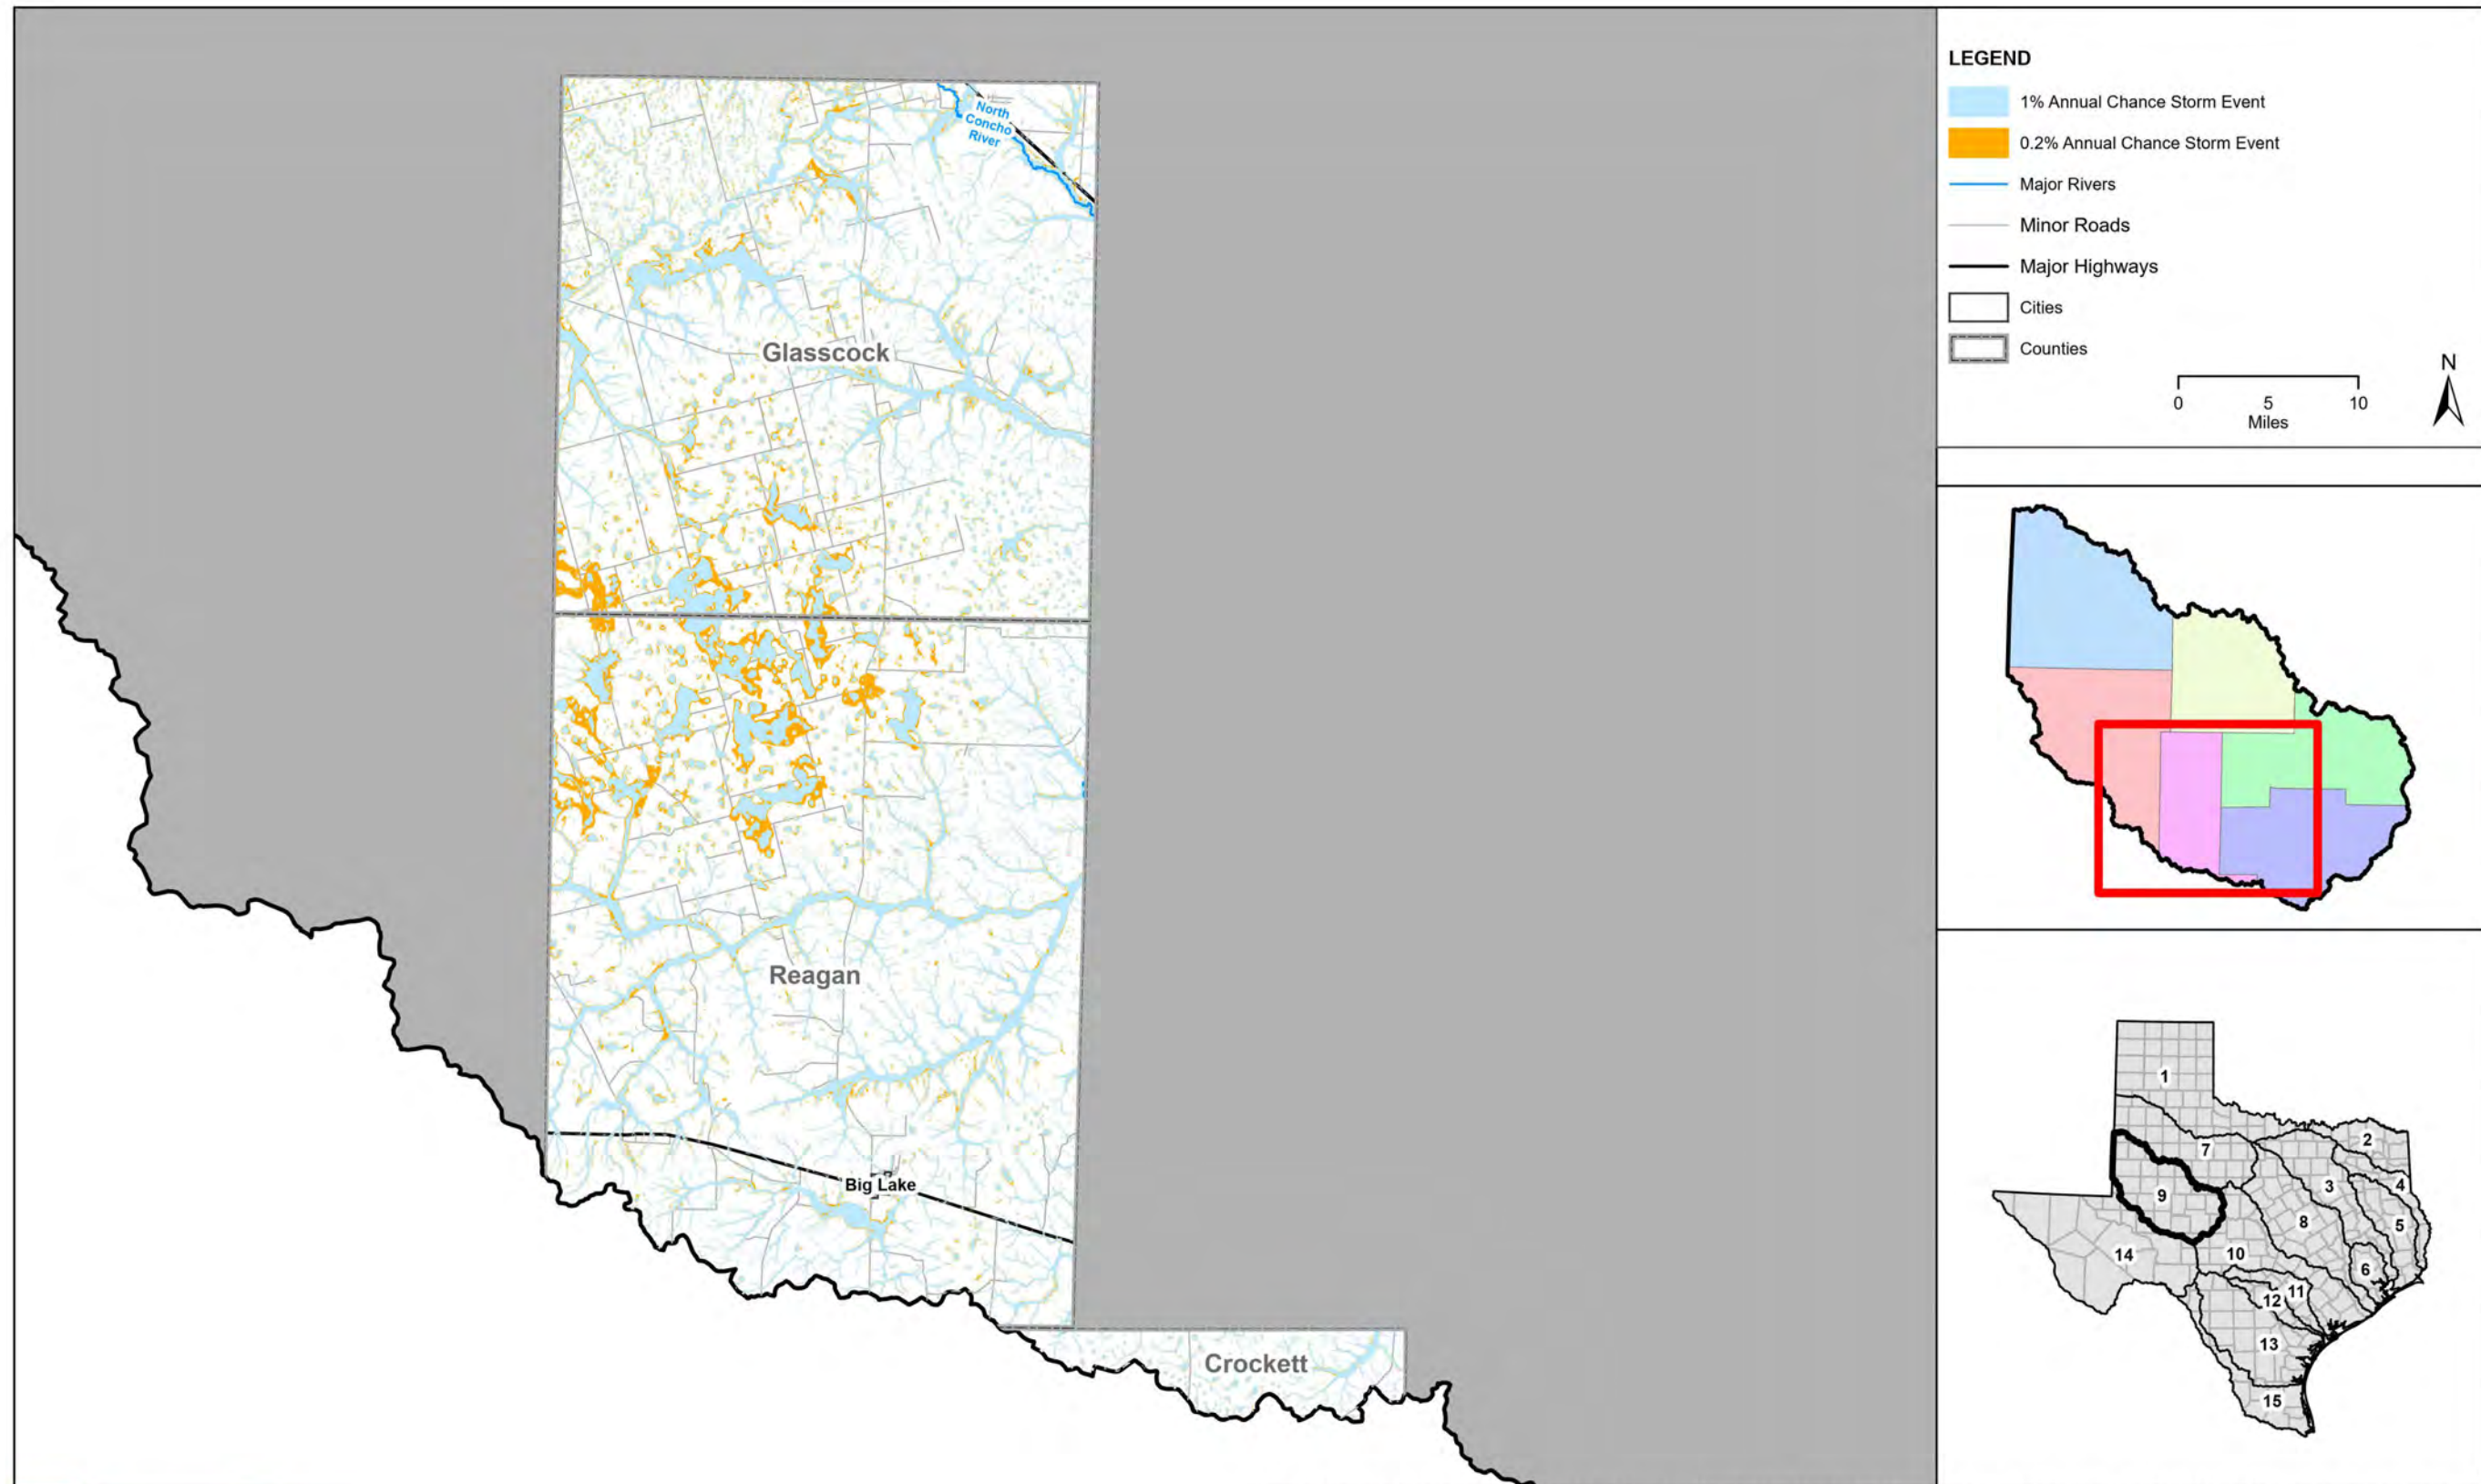 North
Concho
River
Glasscock
Reagan
Big Lake
Crockett
LEGEND
1% Annual Chance Storm Event
0.2% Annual Chance Storm Event
Major Rivers
Minor Roads
Major Highways
Cities
Counties
N
0 5 10
Miles
1
2
7
3
4
9
8
5
14
10
6
11
12
13
15